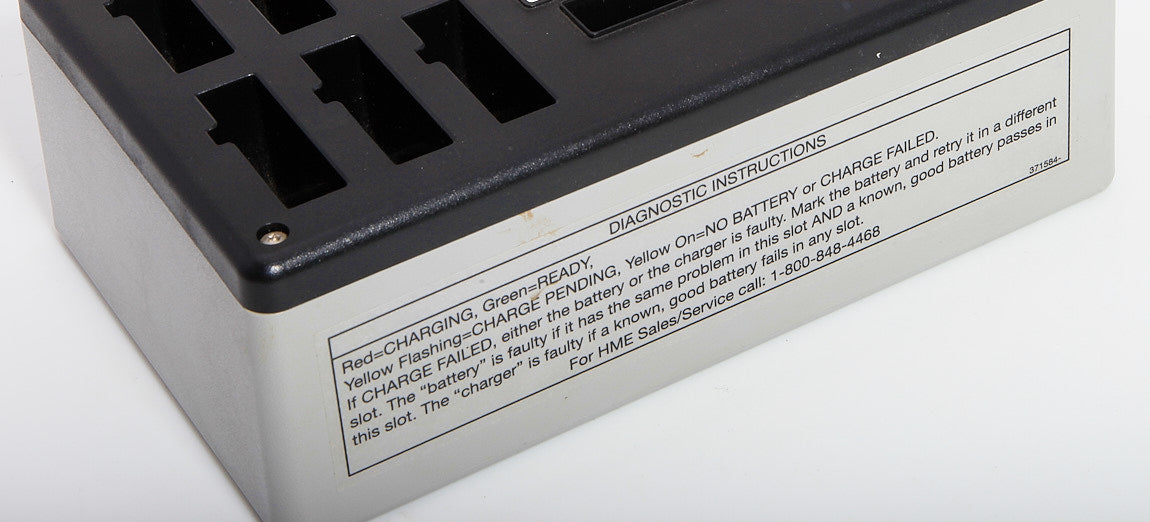 DIAGNOSTIC INSTRUCTIONS
Red=CHARGING, Green=READY,
Yellow Flashing=CHARGE PENDING, Yellow On=NO BATTERY or CHARGE FAILED.
If CHARGE FAILED, either the battery or the charger is faulty. Mark the battery and retry it in a different
slot. The “battery” is faulty if it has the same problem in this slot AND a known, good battery passes in
this slot. The “charger” is faulty if a known, good battery fails in any slot.
For HME Sales/Service call: 1-800-848-4468
371584-